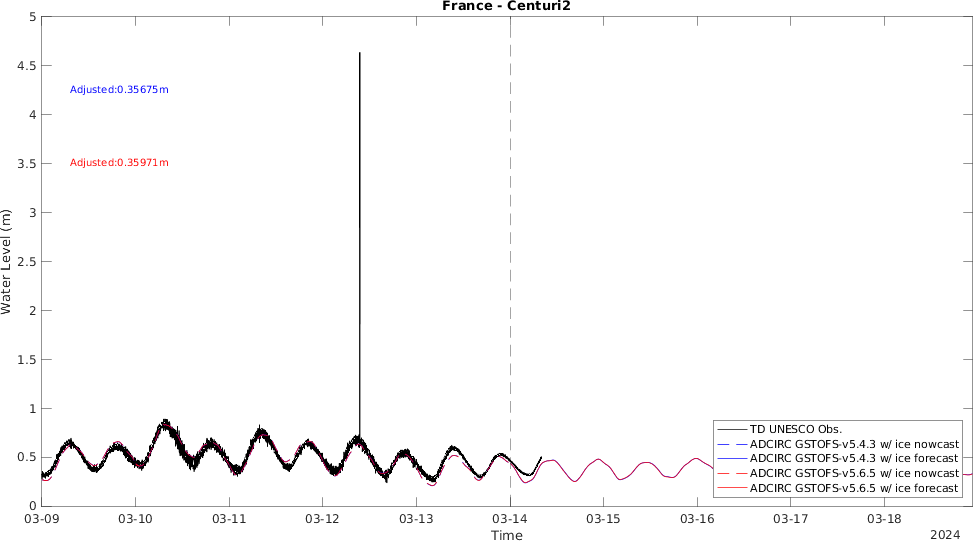 France - Centuri2
5
4.5
4
3.5
3
2.5
2
1.5
1
0.5
0
Water Level (m)
Adjusted:0.35675m
Adjusted:0.35971m
TD UNESCO Obs.
ADCIRC GSTOFS-v5.4.3 w/ ice nowcast
ADCIRC GSTOFS-v5.4.3 w/ ice forecast
ADCIRC GSTOFS-v5.6.5 w/ ice nowcast
ADCIRC GSTOFS-v5.6.5 w/ ice forecast
03-09 03-10 03-11 03-12 03-13 03-14 03-15 03-16 03-17 03-18
Time
2024